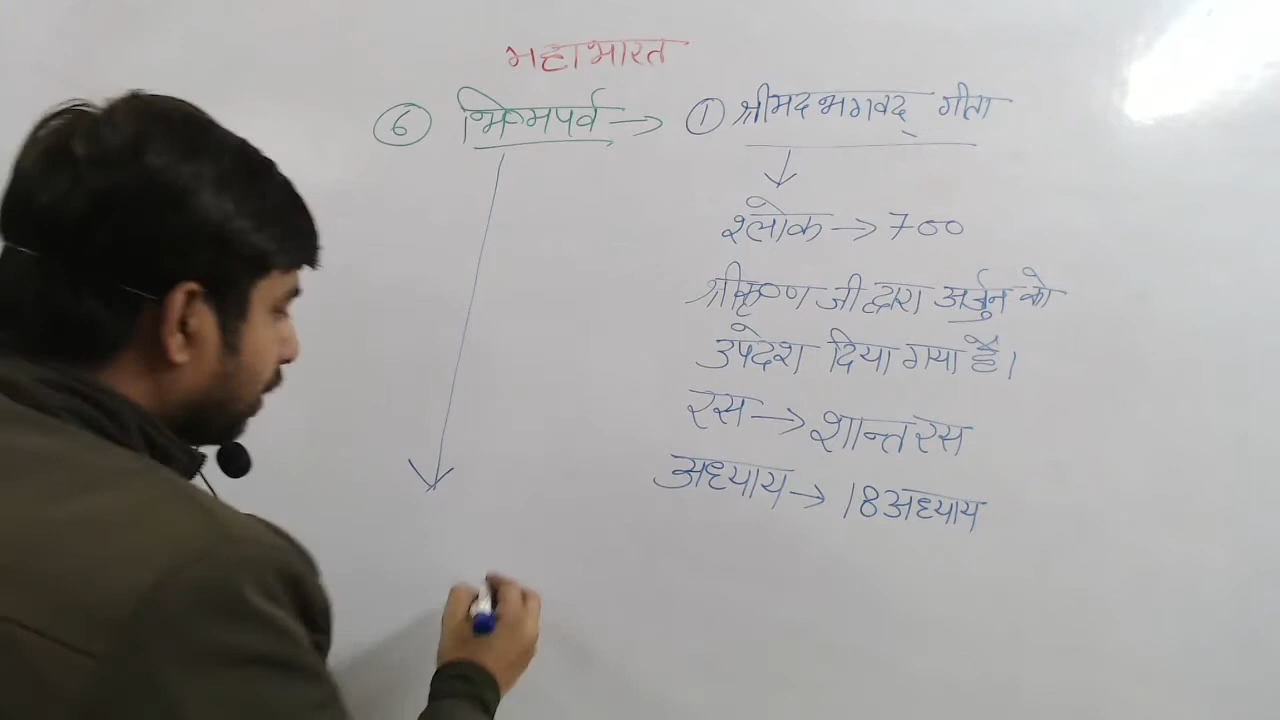 महाभारत
⑥ भिष्मपर्व → ① श्रीमद भगवद् गीता
श्लोक → 700
श्रीकृष्ण जी द्वारा अर्जुन को
उपदेश दिया गया है।
रस → शान्त रस
अध्याय → 18 अध्याय